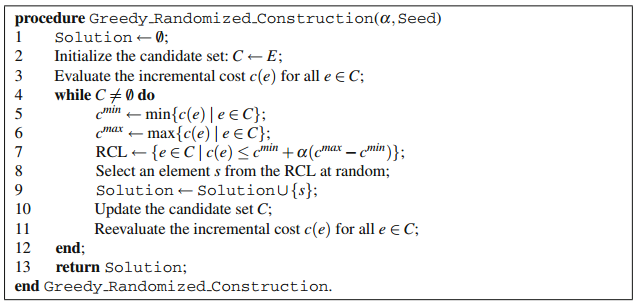 procedure Greedy_Randomized_Construction(α, Seed)
1 Solution ← ∅;
2 Initialize the candidate set: C ← E;
3 Evaluate the incremental cost c(e) for all e ∈ C;
4 while C ≠ ∅ do
5 c^min ← min{c(e) | e ∈ C};
6 c^max ← max{c(e) | e ∈ C};
7 RCL ← {e ∈ C | c(e) ≤ c^min + α(c^max − c^min)};
8 Select an element s from the RCL at random;
9 Solution ← Solution ∪ {s};
10 Update the candidate set C;
11 Reevaluate the incremental cost c(e) for all e ∈ C;
12 end;
13 return Solution;
end Greedy_Randomized_Construction.